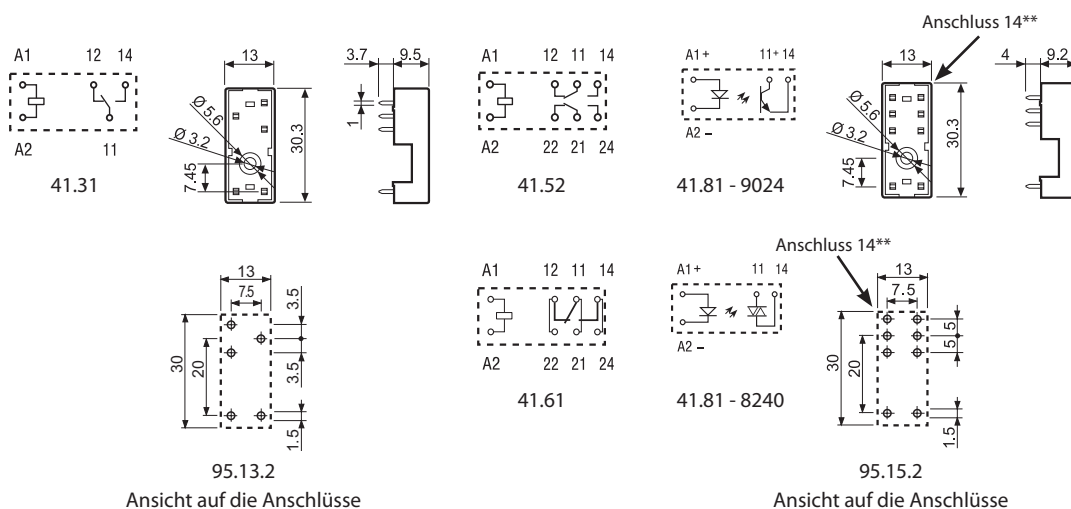 Anschluss 14**
A1 12 14
A2 11
41.31
13
Ø 5.6
Ø 3.2
7.45
30.3
3.7 9.5
1
A1 12 11 14
A2 22 21 24
41.52
A1 + 11+ 14
A2 –
41.81 - 9024
13
Ø 5.6
Ø 3.2
7.45
30.3
4 9.2
13
7.5
3.5
30
20
3.5
1.5
95.13.2
Ansicht auf die Anschlüsse
A1 12 11 14
A2 22 21 24
41.61
A1 + 11 14
A2 –
41.81 - 8240
Anschluss 14**
13
7.5
5
5
30
20
1.5
95.15.2
Ansicht auf die Anschlüsse